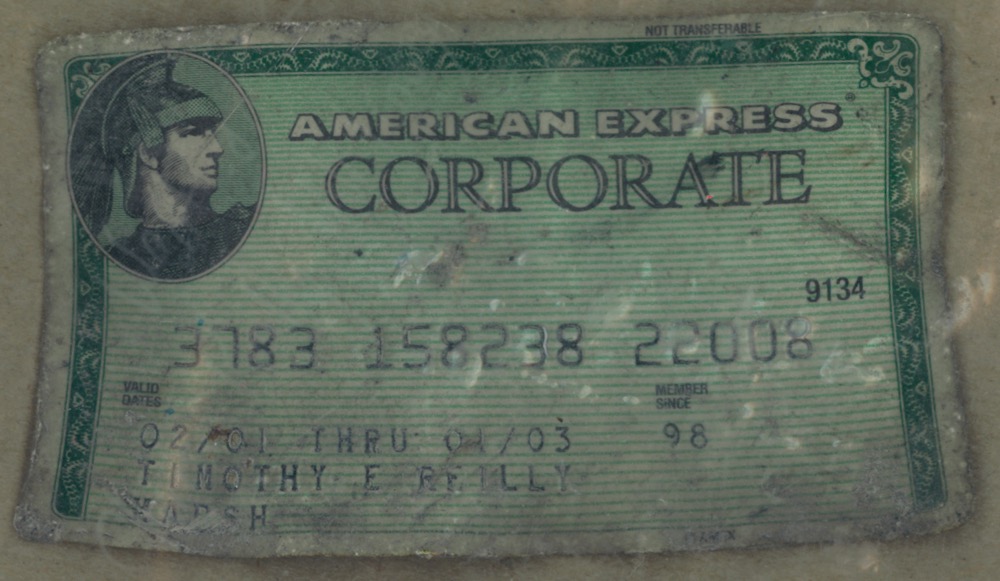 NOT TRANSFERABLE
AMERICAN EXPRESS®
CORPORATE
9134
3783 158238 22008
VALID DATES
MEMBER SINCE
02/01 THRU 01/03 98
TIMOTHY E REILLY
MARSH